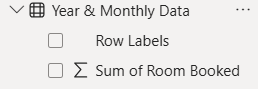 Year & Monthly Data ...
Row Labels
Σ Sum of Room Booked